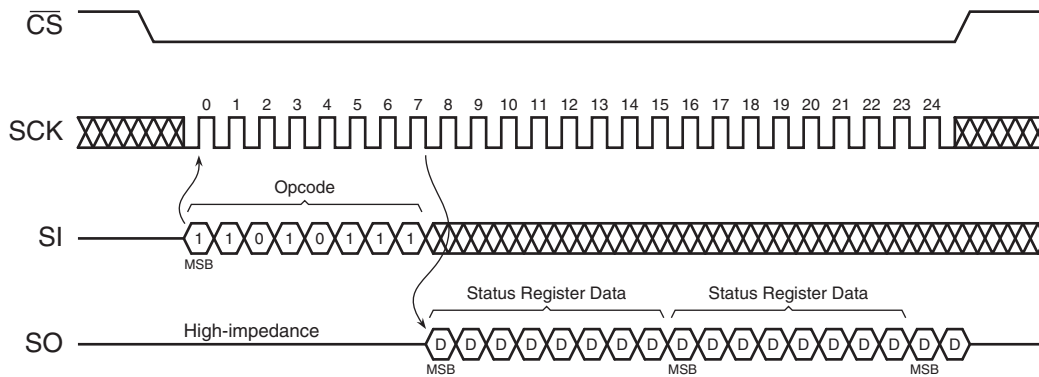 CS
0 1 2 3 4 5 6 7 8 9 10 11 12 13 14 15 16 17 18 19 20 21 22 23 24
SCK
Opcode
SI 1 1 0 1 0 1 1 1
MSB
Status Register Data Status Register Data
High-impedance
SO D D D D D D D D D D D D D D D D D D
MSB MSB MSB